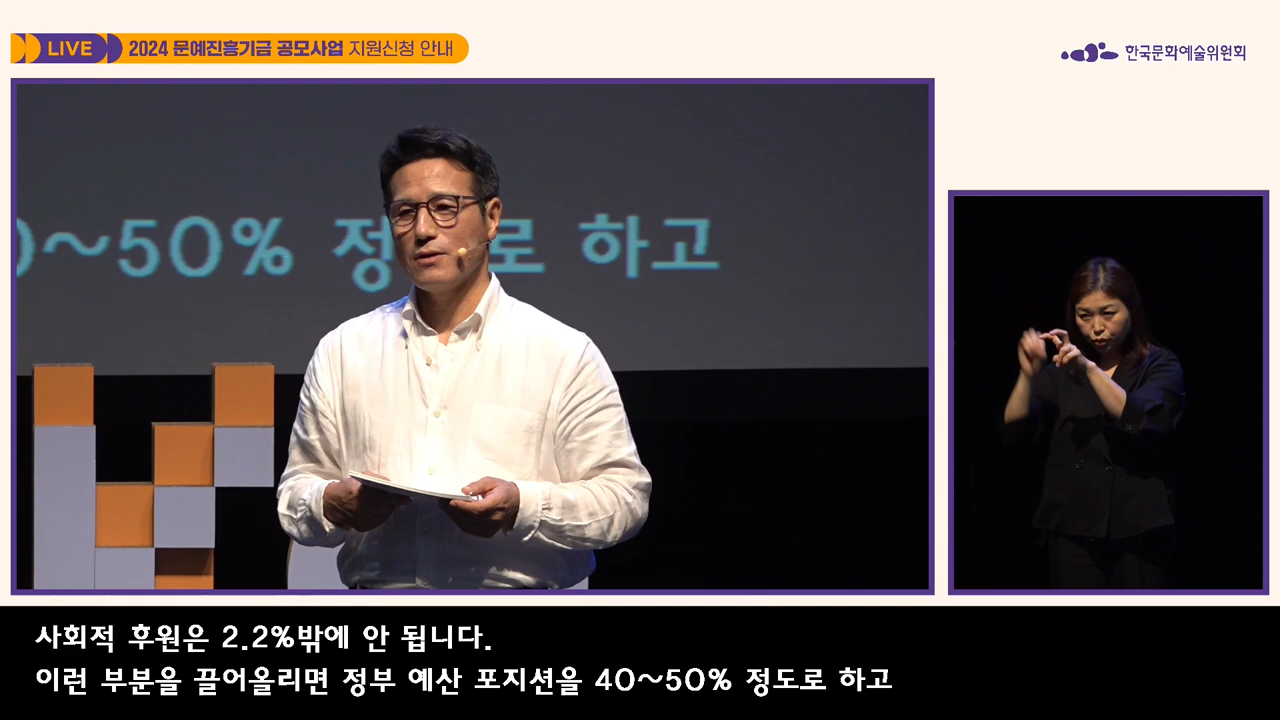 LIVE 2024 문예진흥기금 공모사업 지원신청 안내
한국문화예술위원회
~50% 정 로 하고
사회적 후원은 2.2%밖에 안 됩니다.
이런 부분을 끌어올리면 정부 예산 포지션을 40~50% 정도로 하고